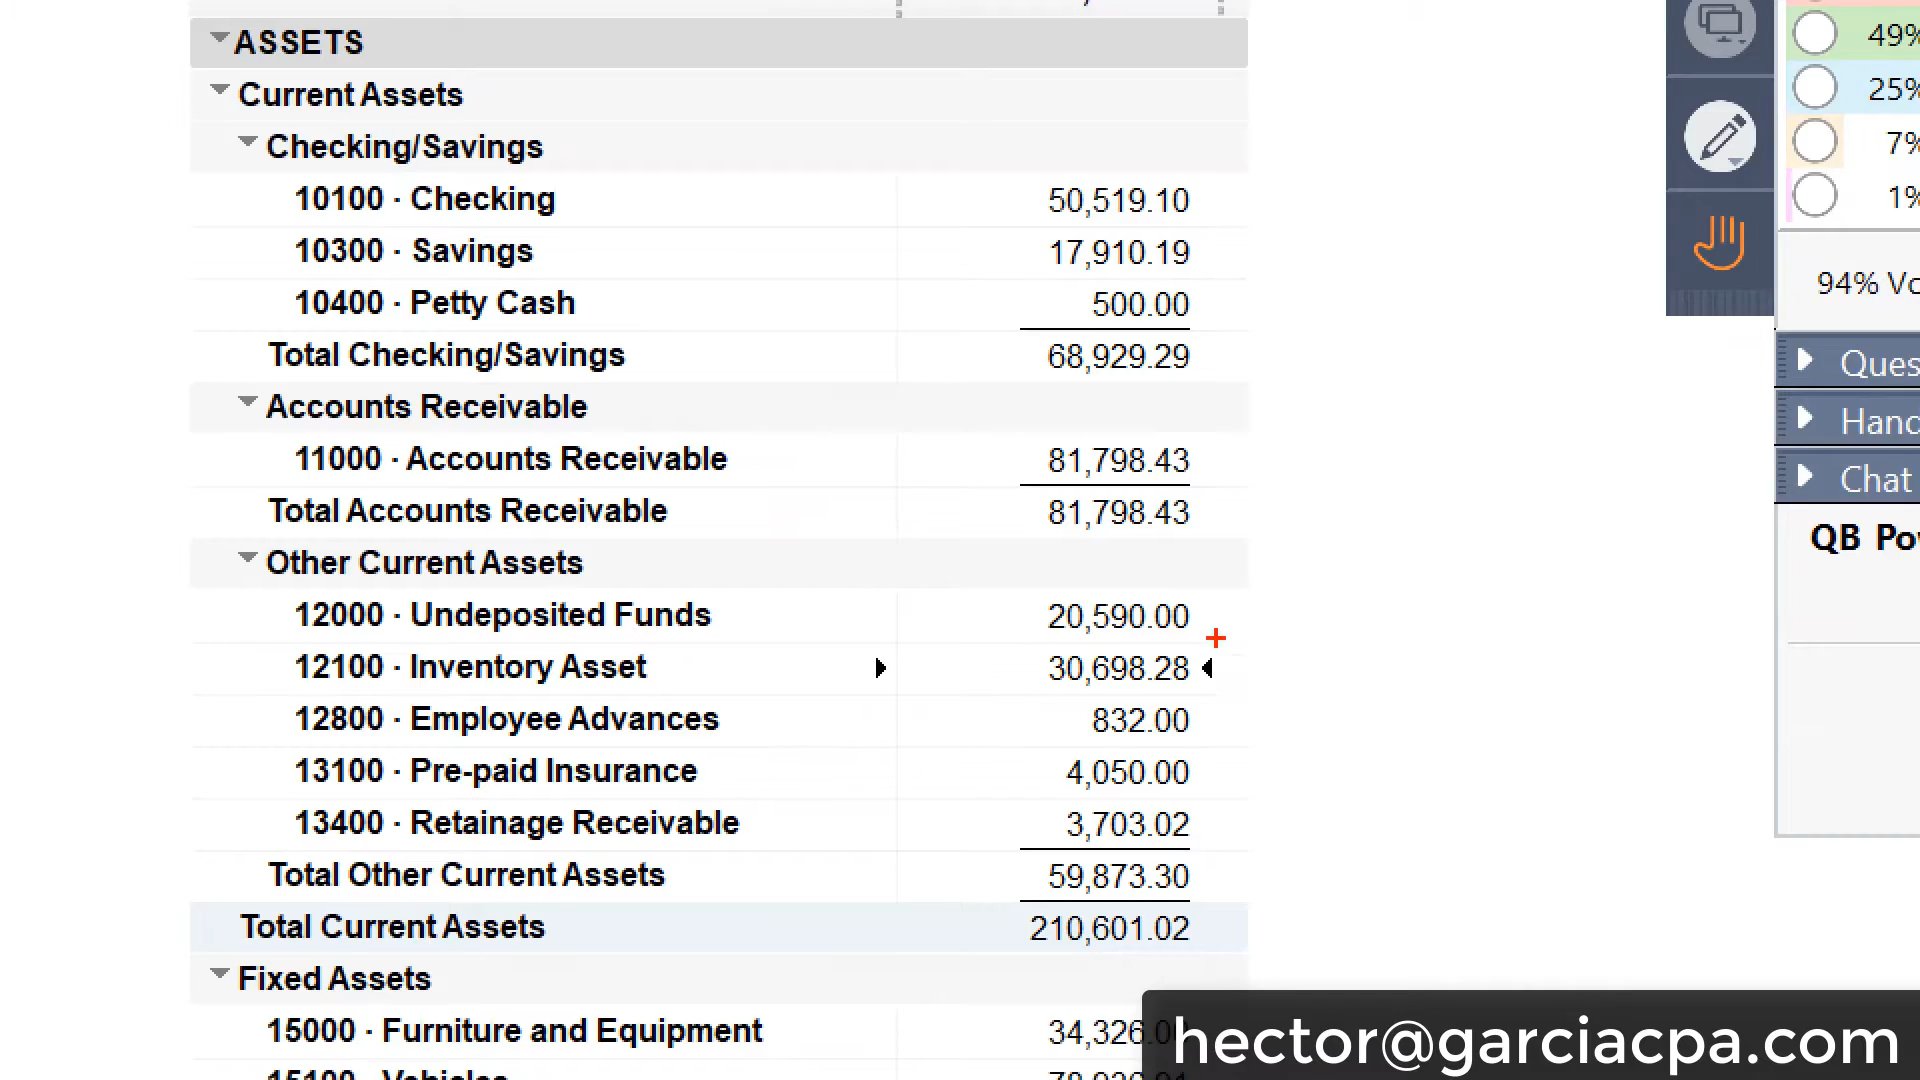 ASSETS
Current Assets
Checking/Savings
10100 · Checking 50,519.10
10300 · Savings 17,910.19
10400 · Petty Cash 500.00
Total Checking/Savings 68,929.29
Accounts Receivable
11000 · Accounts Receivable 81,798.43
Total Accounts Receivable 81,798.43
Other Current Assets
12000 · Undeposited Funds 20,590.00
12100 · Inventory Asset 30,698.28
12800 · Employee Advances 832.00
13100 · Pre-paid Insurance 4,050.00
13400 · Retainage Receivable 3,703.02
Total Other Current Assets 59,873.30
Total Current Assets 210,601.02
Fixed Assets
15000 · Furniture and Equipment 34,326.0
49%
25%
7%
1%
94%
Chat
QB
hector@garciacpa.com